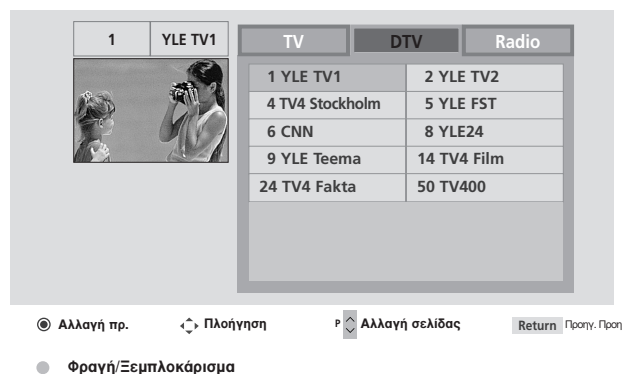 1 YLE TV1
TV DTV Radio
1 YLE TV1 2 YLE TV2
4 TV4 Stockholm 5 YLE FST
6 CNN 8 YLE24
9 YLE Teema 14 TV4 Film
24 TV4 Fakta 50 TV400
Αλλαγή πρ. Πλοήγηση P Αλλαγή σελίδας Return Προηγ. Προη
Φραγή/Ξεμπλοκάρισμα